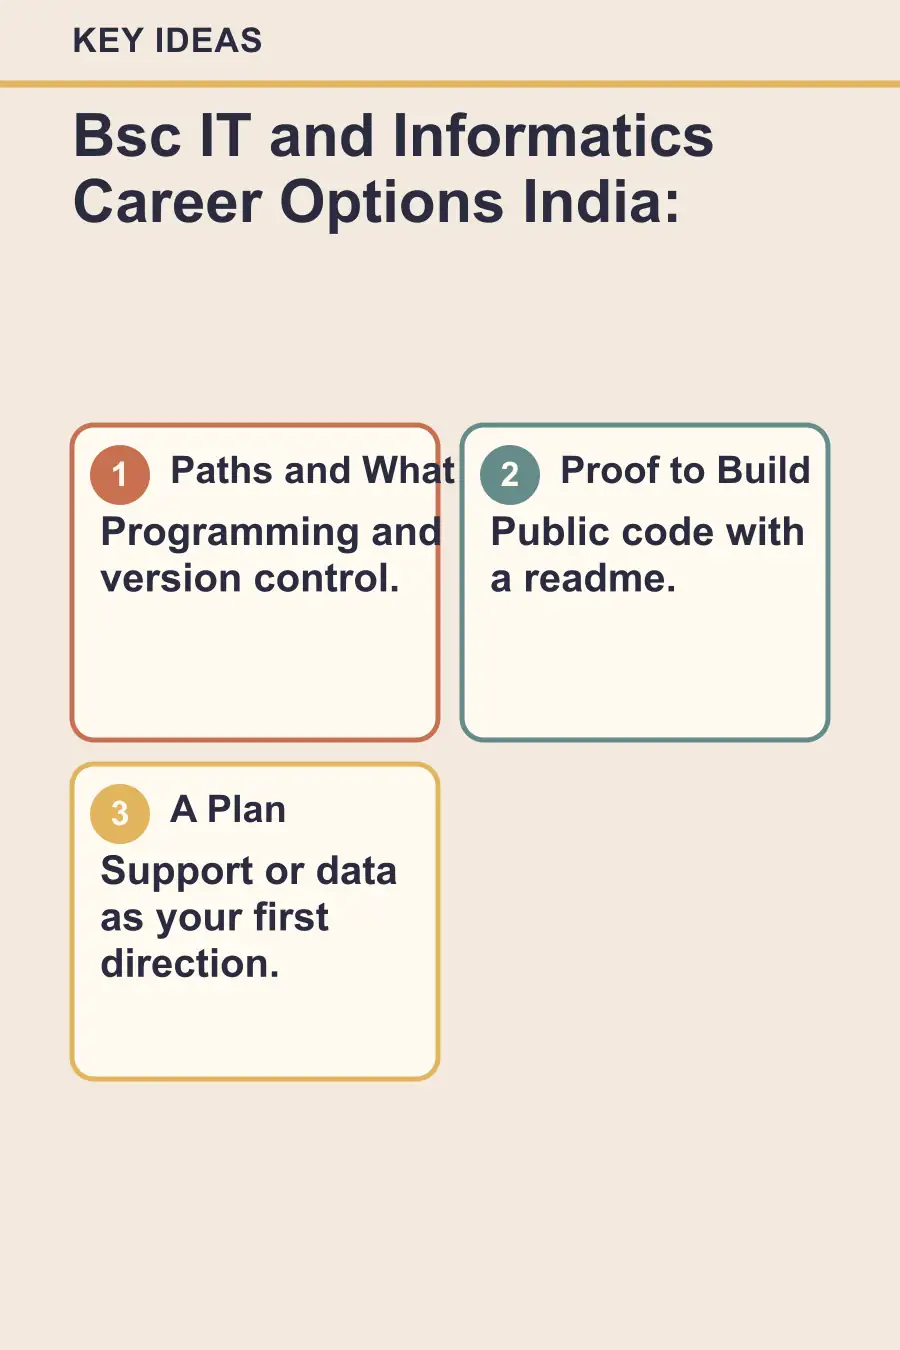 KEY IDEAS
Bsc IT and Informatics
Career Options India:
1 Paths and What
Programming and
version control.
2 Proof to Build
Public code with
a readme.
3 A Plan
Support or data
as your first
direction.